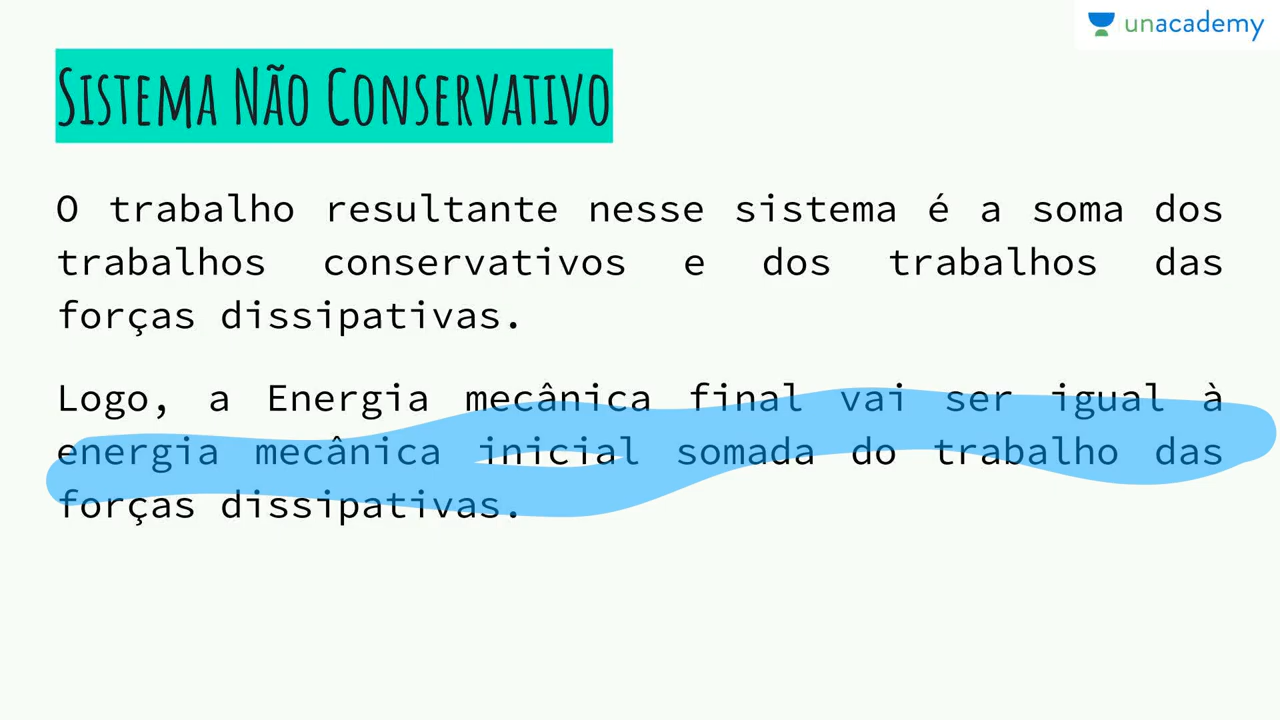 unacademy
Sistema Não Conservativo
O trabalho resultante nesse sistema é a soma dos
trabalhos conservativos e dos trabalhos das
forças dissipativas.
Logo, a Energia mecânica final vai ser igual à
energia mecânica inicial somada do trabalho das
forças dissipativas.